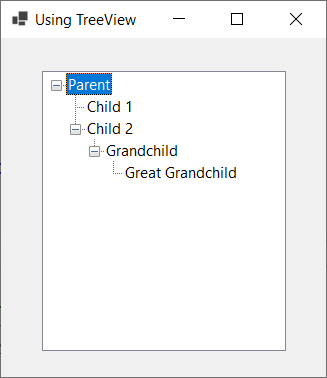 Using TreeView
Parent
Child 1
Child 2
Grandchild
Great Grandchild